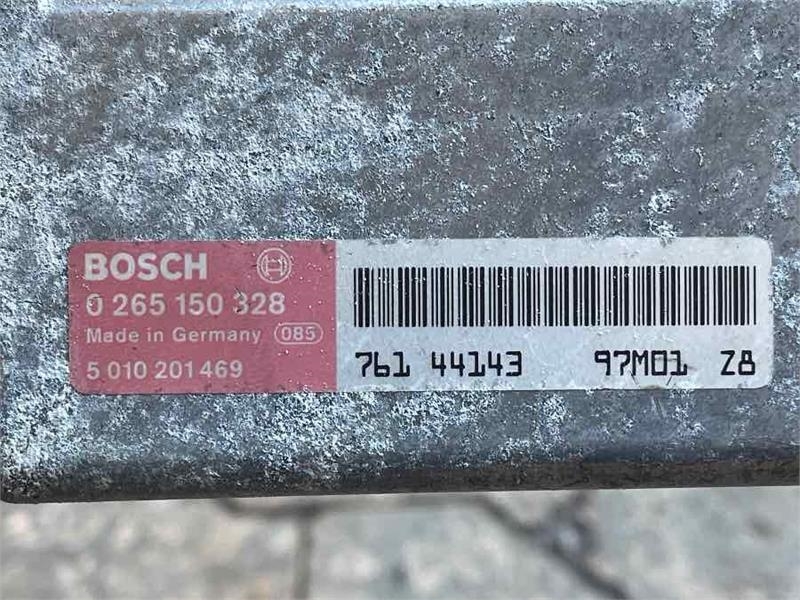 BOSCH
0 265 150 328
Made in Germany 085
5 010 201 469
761 44143 97M01 Z8